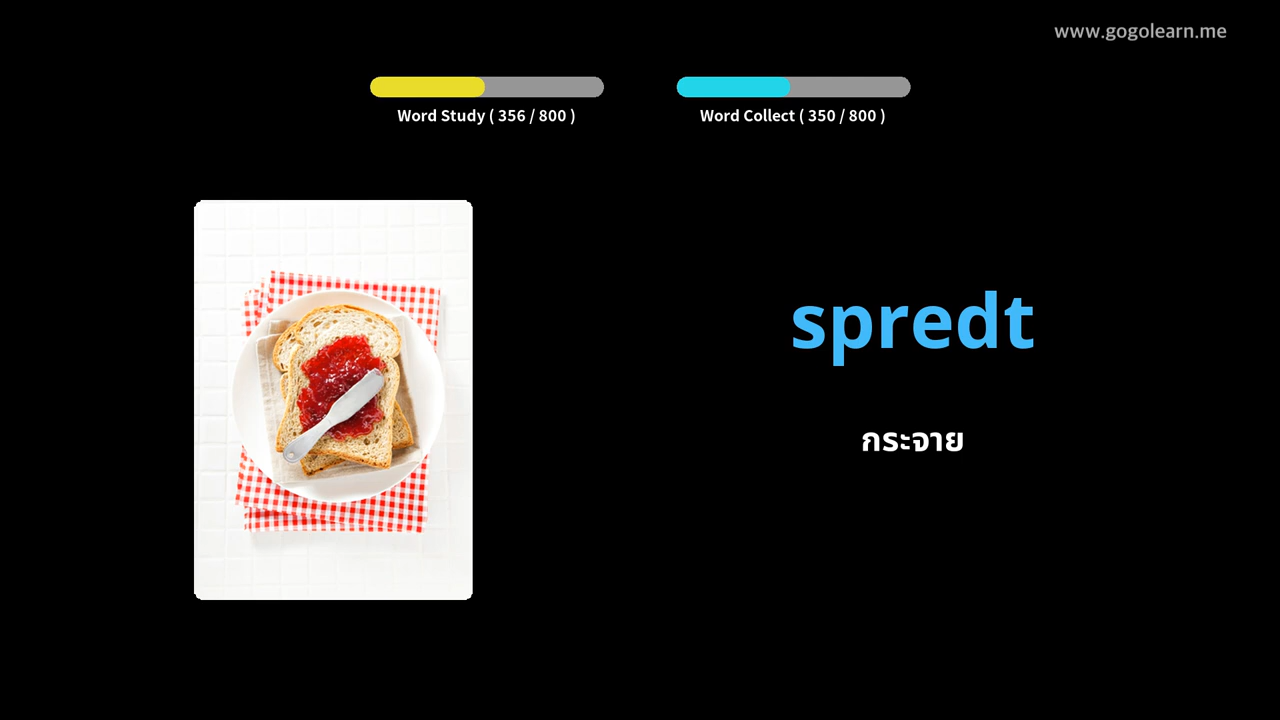 www.gogolearn.me
Word Study ( 356 / 800 )
Word Collect ( 350 / 800 )
spredt
กระจาย